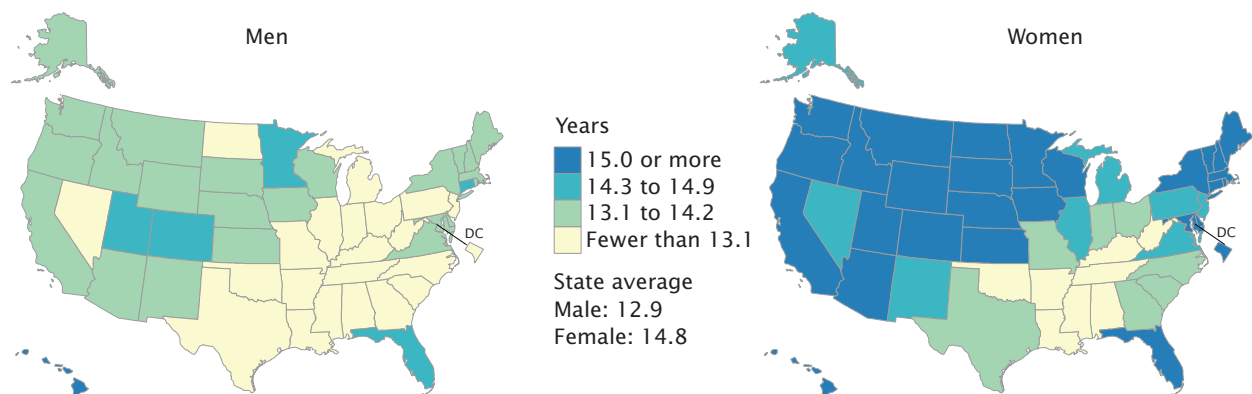 Men
Women
Years
15.0 or more
14.3 to 14.9
13.1 to 14.2
Fewer than 13.1
State average
Male: 12.9
Female: 14.8
DC
DC